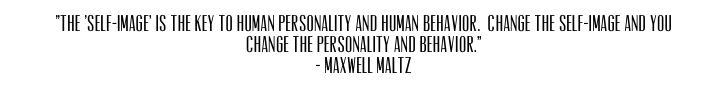 "THE 'SELF-IMAGE' IS THE KEY TO HUMAN PERSONALITY AND HUMAN BEHAVIOR.  CHANGE THE SELF-IMAGE AND YOU
CHANGE THE PERSONALITY AND BEHAVIOR."
- MAXWELL MALTZ